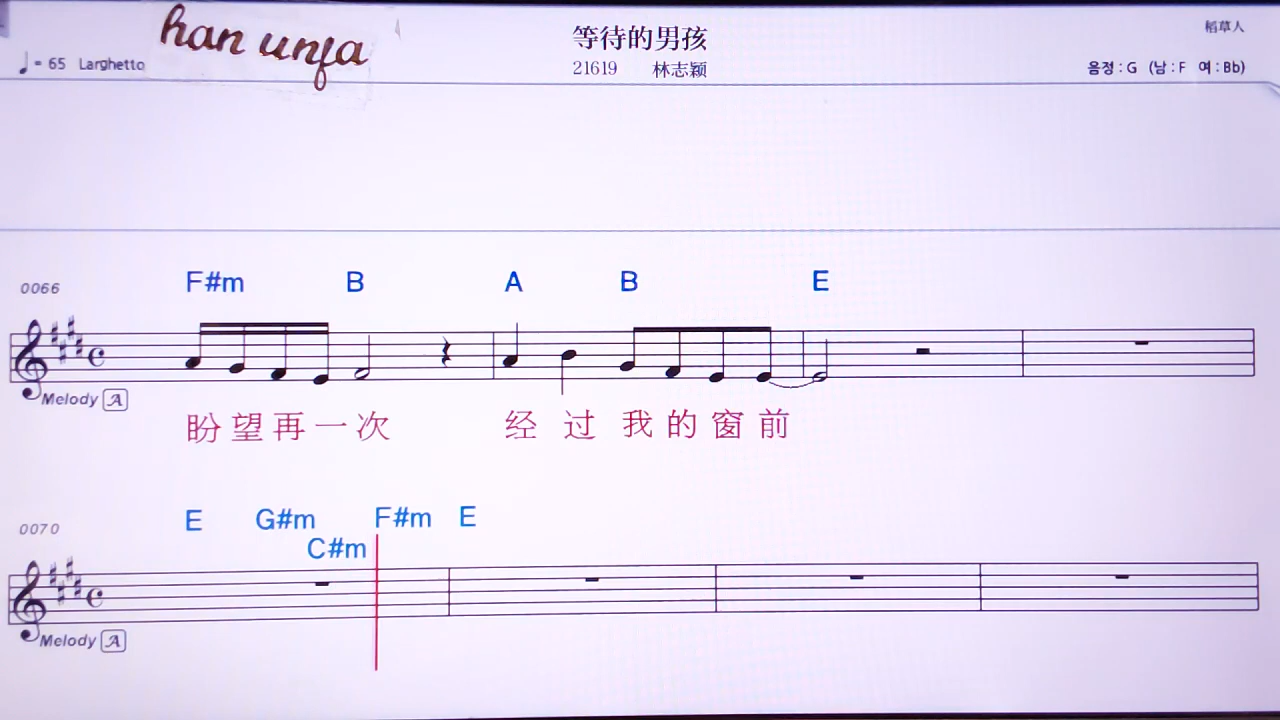 han unfa
等待的男孩
稻草人
♩= 65 Larghetto
21619 林志颖
음정 : G (남 : F 여 : Bb)
0066
F#m B A B E
Melody A
盼望再一次 经过我的窗前
0070
E G#m C#m F#m E
Melody A